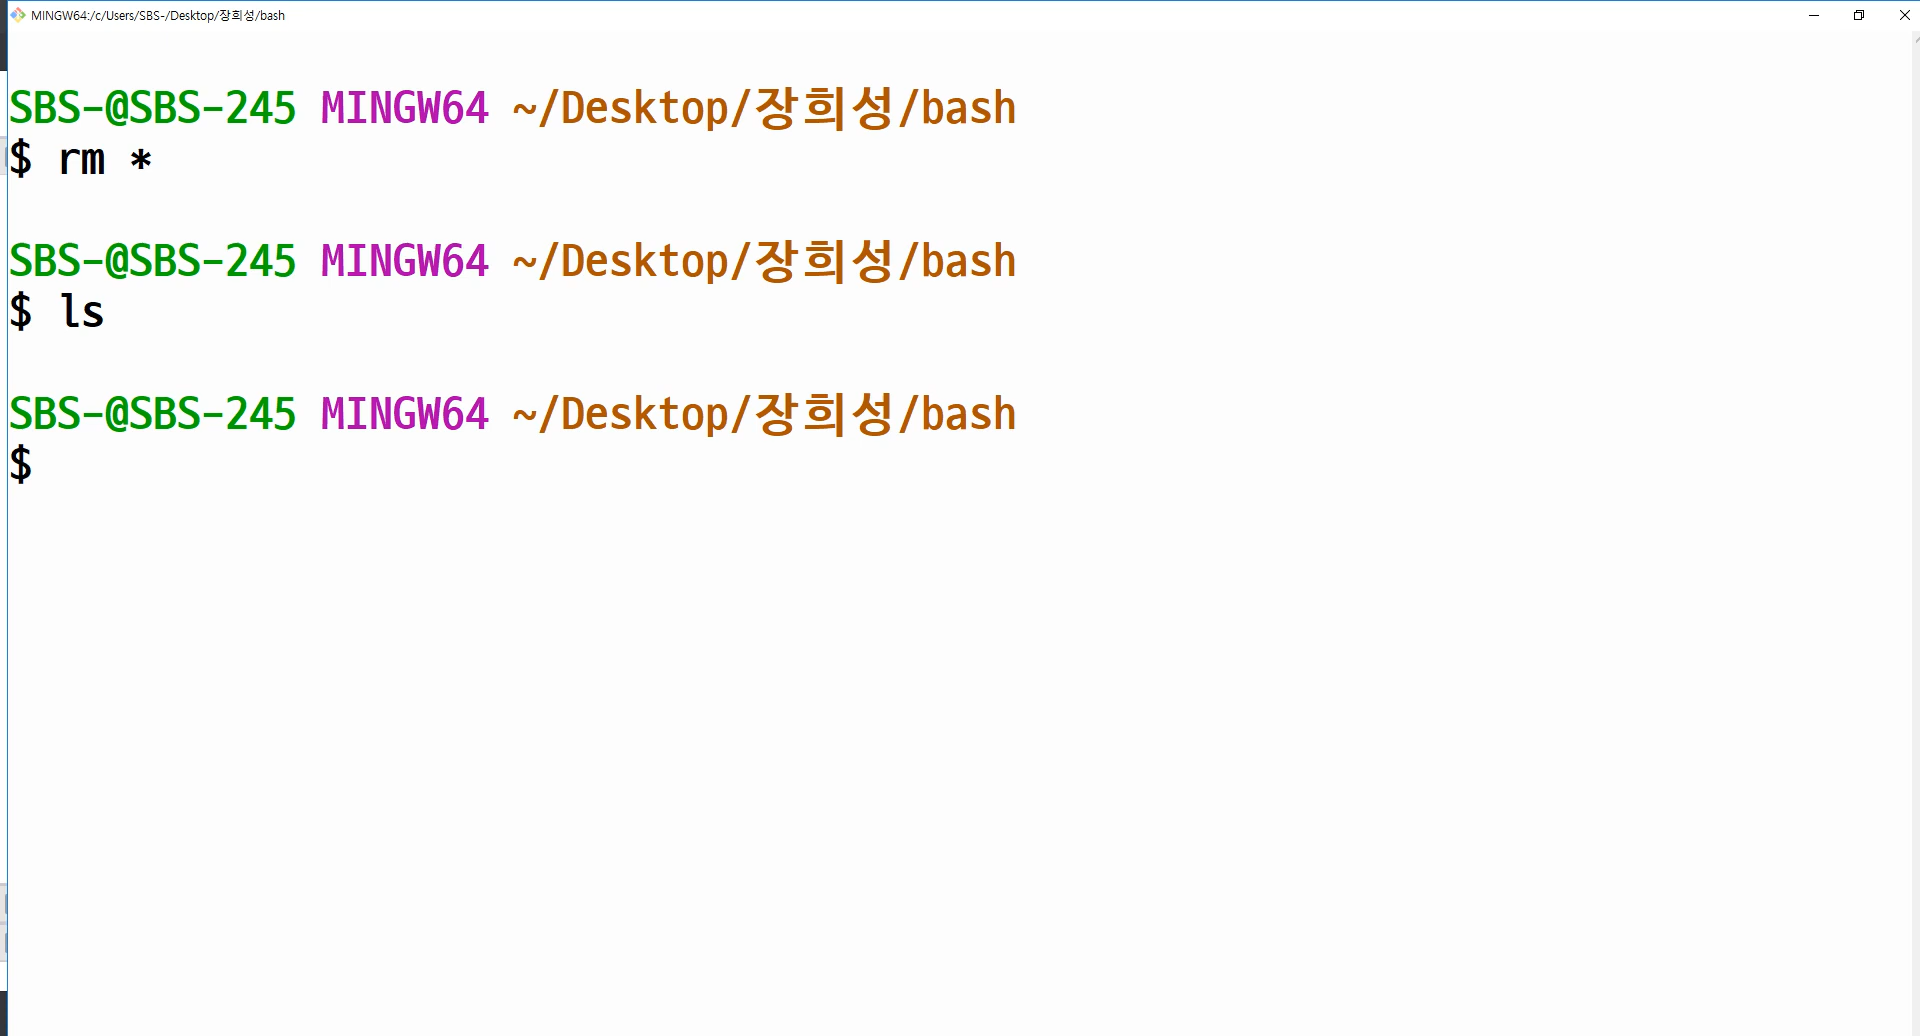 MINGW64:/c/Users/SBS-/Desktop/장희성/bash
SBS-@SBS-245 MINGW64 ~/Desktop/장희성/bash
$ rm *
SBS-@SBS-245 MINGW64 ~/Desktop/장희성/bash
$ ls
SBS-@SBS-245 MINGW64 ~/Desktop/장희성/bash
$